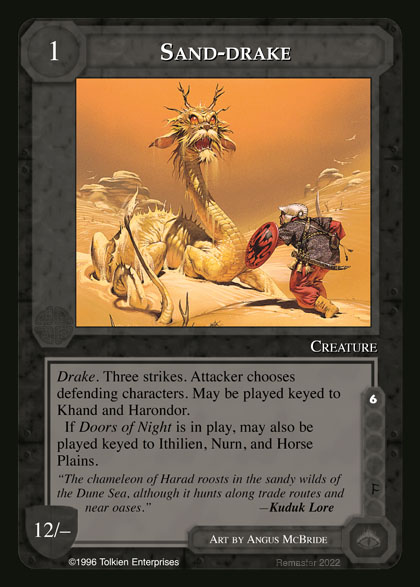 1
SAND-DRAKE
CREATURE
Drake. Three strikes. Attacker chooses
defending characters. May be played keyed to
Khand and Harondor.
If Doors of Night is in play, may also be
played keyed to Ithilien, Nurn, and Horse
Plains.
“The chameleon of Harad roosts in the sandy wilds of
the Dune Sea, although it hunts along trade routes and
near oases.” –Kuduk Lore
6
12/–
ART BY ANGUS MCBRIDE
©1996 Tolkien Enterprises
Remaster 2022